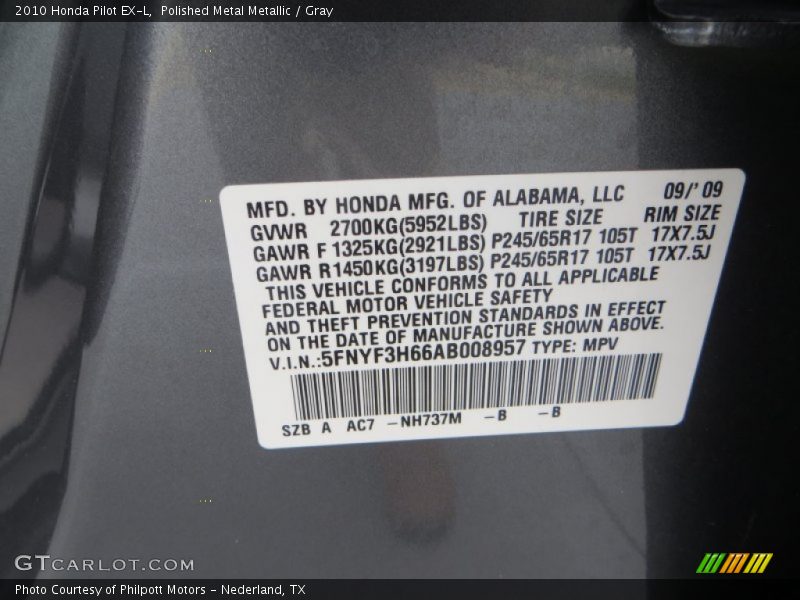 2010 Honda Pilot EX-L, Polished Metal Metallic / Gray
MFD. BY HONDA MFG. OF ALABAMA, LLC 09/'09
GVWR 2700KG(5952LBS) TIRE SIZE RIM SIZE
GAWR F 1325KG(2921LBS) P245/65R17 105T 17X7.5J
GAWR R 1450KG(3197LBS) P245/65R17 105T 17X7.5J
THIS VEHICLE CONFORMS TO ALL APPLICABLE
FEDERAL MOTOR VEHICLE SAFETY
AND THEFT PREVENTION STANDARDS IN EFFECT
ON THE DATE OF MANUFACTURE SHOWN ABOVE.
V.I.N.:5FNYF3H66AB008957 TYPE: MPV
SZB A AC7 -NH737M -B -B
GTCARLOT.COM
Photo Courtesy of Philpott Motors - Nederland, TX